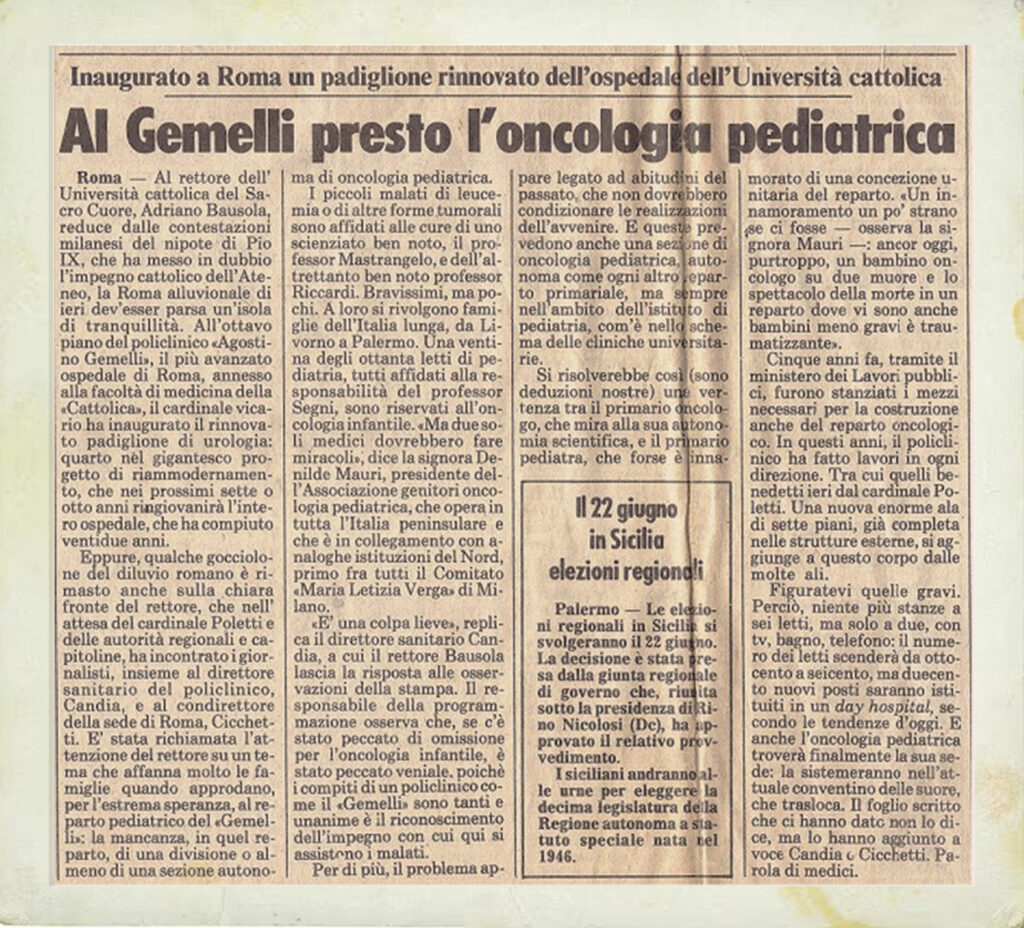 Inaugurato a Roma un padiglione rinnovato dell'ospedale dell'Università cattolica
Al Gemelli presto l'oncologia pediatrica
Roma — Al rettore dell'
Università cattolica del Sa-
cro Cuore, Adriano Bausola,
reduce dalle contestazioni
milanesi del nipote di Pio
IX, che ha messo in dubbio
l'impegno cattolico dell'Ate-
neo, la Roma alluvionale di
ieri dev'esser parsa un'isola
di tranquillità. All'ottavo
piano del policlinico «Agosti-
no Gemelli», il più avanzato
ospedale di Roma, annesso
alla facoltà di medicina della
«Cattolica», il cardinale vica-
rio ha inaugurato il rinnova-
to padiglione di urologia:
quarto nel gigantesco pro-
getto di riammodernamen-
to, che nei prossimi sette o
otto anni ringiovanirà l'inte-
ro ospedale, che ha compiuto
ventidue anni.
Eppure, qualche gocciolo-
ne del diluvio romano è ri-
masto anche sulla chiara
fronte del rettore, che nell'
attesa del cardinale Poletti e
delle autorità regionali e ca-
pitoline, ha incontrato i gior-
nalisti, insieme al direttore
sanitario del policlinico,
Candia, e al condirettore
della sede di Roma, Cicchet-
ti. E' stata richiamata l'at-
tenzione del rettore su un te-
ma che affanna molto le fa-
miglie quando approdano,
per l'estrema speranza, al re-
parto pediatrico del «Gemel-
li»: la mancanza, in quel re-
parto, di una divisione o al-
meno di una sezione autono-
ma di oncologia pediatrica.
I piccoli malati di leuce-
mia o di altre forme tumorali
sono affidati alle cure di uno
scienziato ben noto, il pro-
fessor Mastrangelo, e dell'al-
trettanto ben noto professor
Riccardi. Bravissimi, ma po-
chi. A loro si rivolgono fami-
glie dell'Italia lunga, da Li-
vorno a Palermo. Una venti-
na degli ottanta letti di pe-
diatria, tutti affidati alla re-
sponsabilità del professor
Segni, sono riservati all'on-
cologia infantile. «Ma due so-
li medici dovrebbero fare
miracoli», dice la signora De-
nilde Mauri, presidente del-
l'Associazione genitori onco-
logia pediatrica, che opera in
tutta l'Italia peninsulare e
che è in collegamento con a-
naloghe istituzioni del Nord,
primo fra tutti il Comitato
«Maria Letizia Verga» di Mi-
lano.
«E' una colpa lieve», repli-
ca il direttore sanitario Can-
dia, a cui il rettore Bausola
lascia la risposta alle osser-
vazioni della stampa. Il re-
sponsabile della program-
mazione osserva che, se c'è
stato peccato di omissione
per l'oncologia infantile, è
stato peccato veniale, poichè
i compiti di un policlinico co-
me il «Gemelli» sono tanti e
unanime è il riconoscimento
dell'impegno con cui qui si
assistono i malati.
Per di più, il problema ap-
pare legato ad abitudini del
passato, che non dovrebbero
condizionare le realizzazioni
dell'avvenire. E queste pre-
vedono anche una sezione di
oncologia pediatrica, auto-
noma come ogni altro repar-
to primariale, ma sempre
nell'ambito dell'istituto di
pediatria, com'è nello sche-
ma delle cliniche universita-
rie.
Si risolverebbe così (sono
deduzioni nostre) una ver-
tenza tra il primario oncolo-
go, che mira alla sua autono-
mia scientifica, e il primario
pediatra, che forse è inna-
Il 22 giugno
in Sicilia
elezioni regionali
Palermo — Le elezio-
ni regionali in Sicilia si
svolgeranno il 22 giugno.
La decisione è stata pre-
sa dalla giunta regionale
di governo che, riunita
sotto la presidenza di Ri-
no Nicolosi (Dc), ha ap-
provato il relativo prov-
vedimento.
I siciliani andranno al-
le urne per eleggere la
decima legislatura della
Regione autonoma a sta-
tuto speciale nata nel
1946.
morato di una concezione u-
nitaria del reparto. «Un in-
namoramento un po' strano
se ci fosse — osserva la si-
gnora Mauri —: ancor oggi,
purtroppo, un bambino on-
cologo su due muore e lo
spettacolo della morte in un
reparto dove vi sono anche
bambini meno gravi è trau-
matizzante».
Cinque anni fa, tramite il
ministero dei Lavori pubbli-
ci, furono stanziati i mezzi
necessari per la costruzione
anche del reparto oncologi-
co. In questi anni, il policli-
nico ha fatto lavori in ogni
direzione. Tra cui quelli be-
nedetti ieri dal cardinale Po-
letti. Una nuova enorme ala
di sette piani, già completa
nelle strutture esterne, si ag-
giunge a questo corpo dalle
molte ali.
Figuratevi quelle gravi.
Perciò, niente più stanze a
sei letti, ma solo a due, con
tv, bagno, telefono: il nume-
ro dei letti scenderà da otto-
cento a seicento, ma duecen-
to nuovi posti saranno isti-
tuiti in un day hospital, se-
condo le tendenze d'oggi. E
anche l'oncologia pediatrica
troverà finalmente la sua se-
de: la sistemeranno nell'at-
tuale conventino delle suore,
che trasloca. Il foglio scritto
che ci hanno dato non lo di-
ce, ma lo hanno aggiunto a
voce Candia e Cicchetti. Pa-
rola di medici.